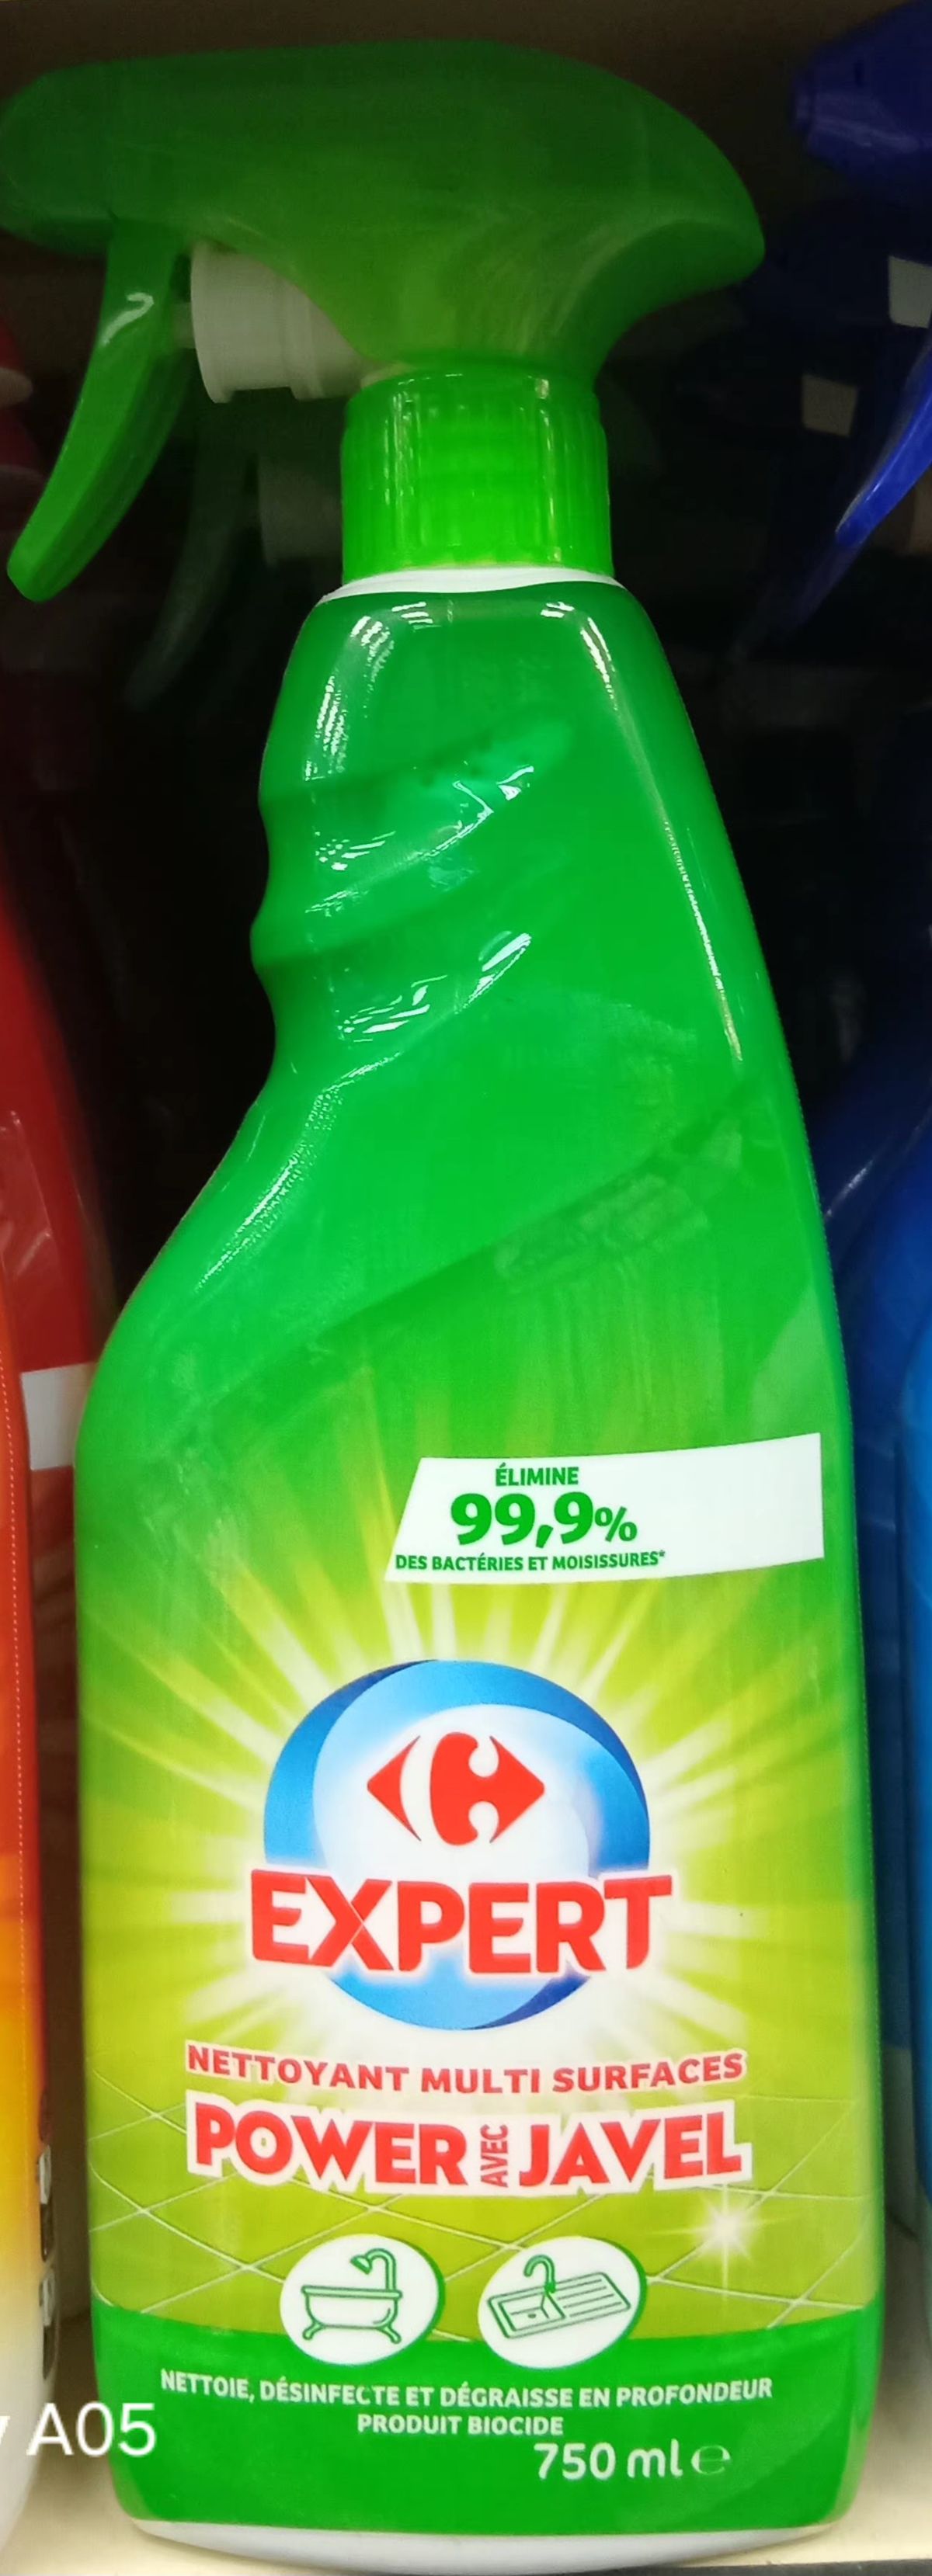 ÉLIMINE
99,9%
DES BACTÉRIES ET MOISISSURES*
EXPERT
NETTOYANT MULTI SURFACES
POWER AVEC JAVEL
NETTOIE, DÉSINFECTE ET DÉGRAISSE EN PROFONDEUR
PRODUIT BIOCIDE
750 ml ℮
A05